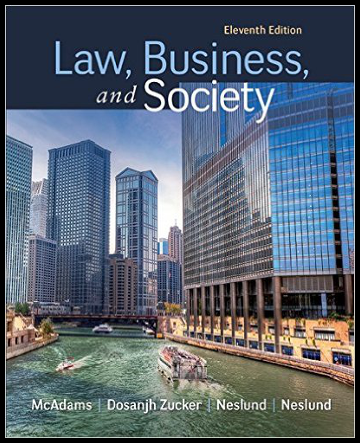 Eleventh Edition
Law, Business,
and Society
McAdams | Dosanjh Zucker | Neslund | Neslund